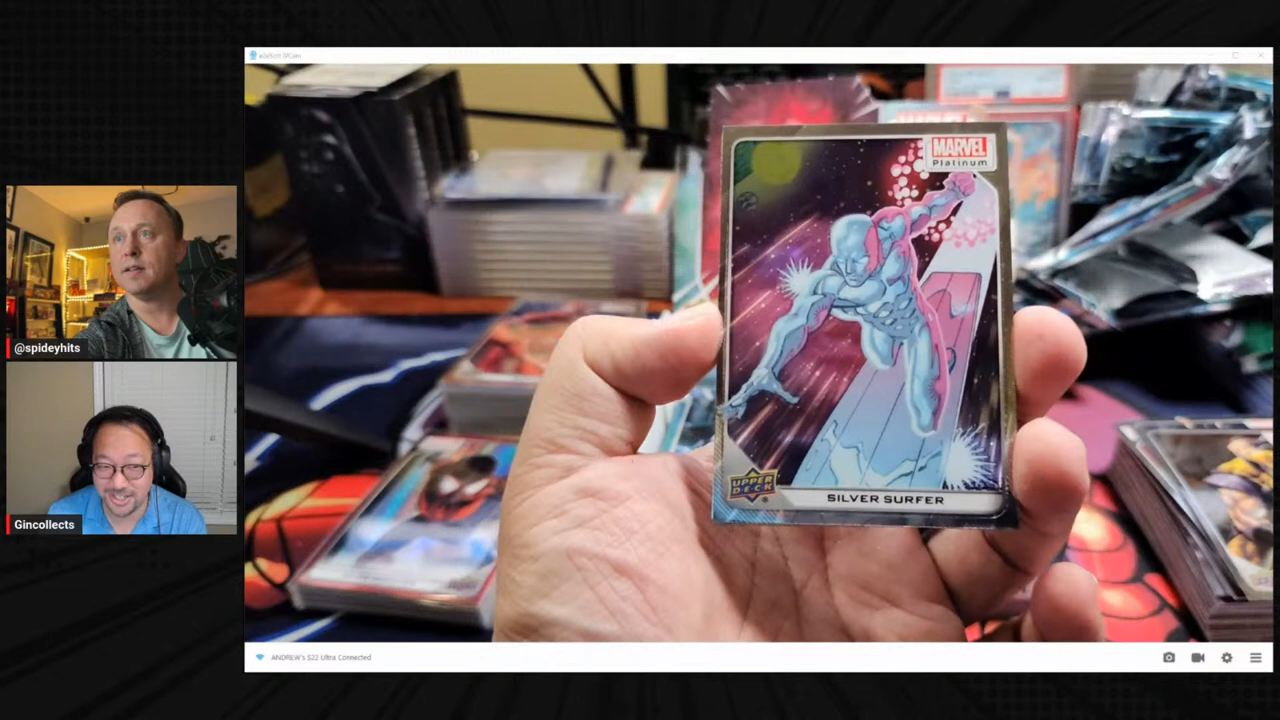 MARVEL
Platinum
UPPER
DECK
SILVER SURFER
@spideyhits
Gincollects
ANDREW's S22 Ultra Connected